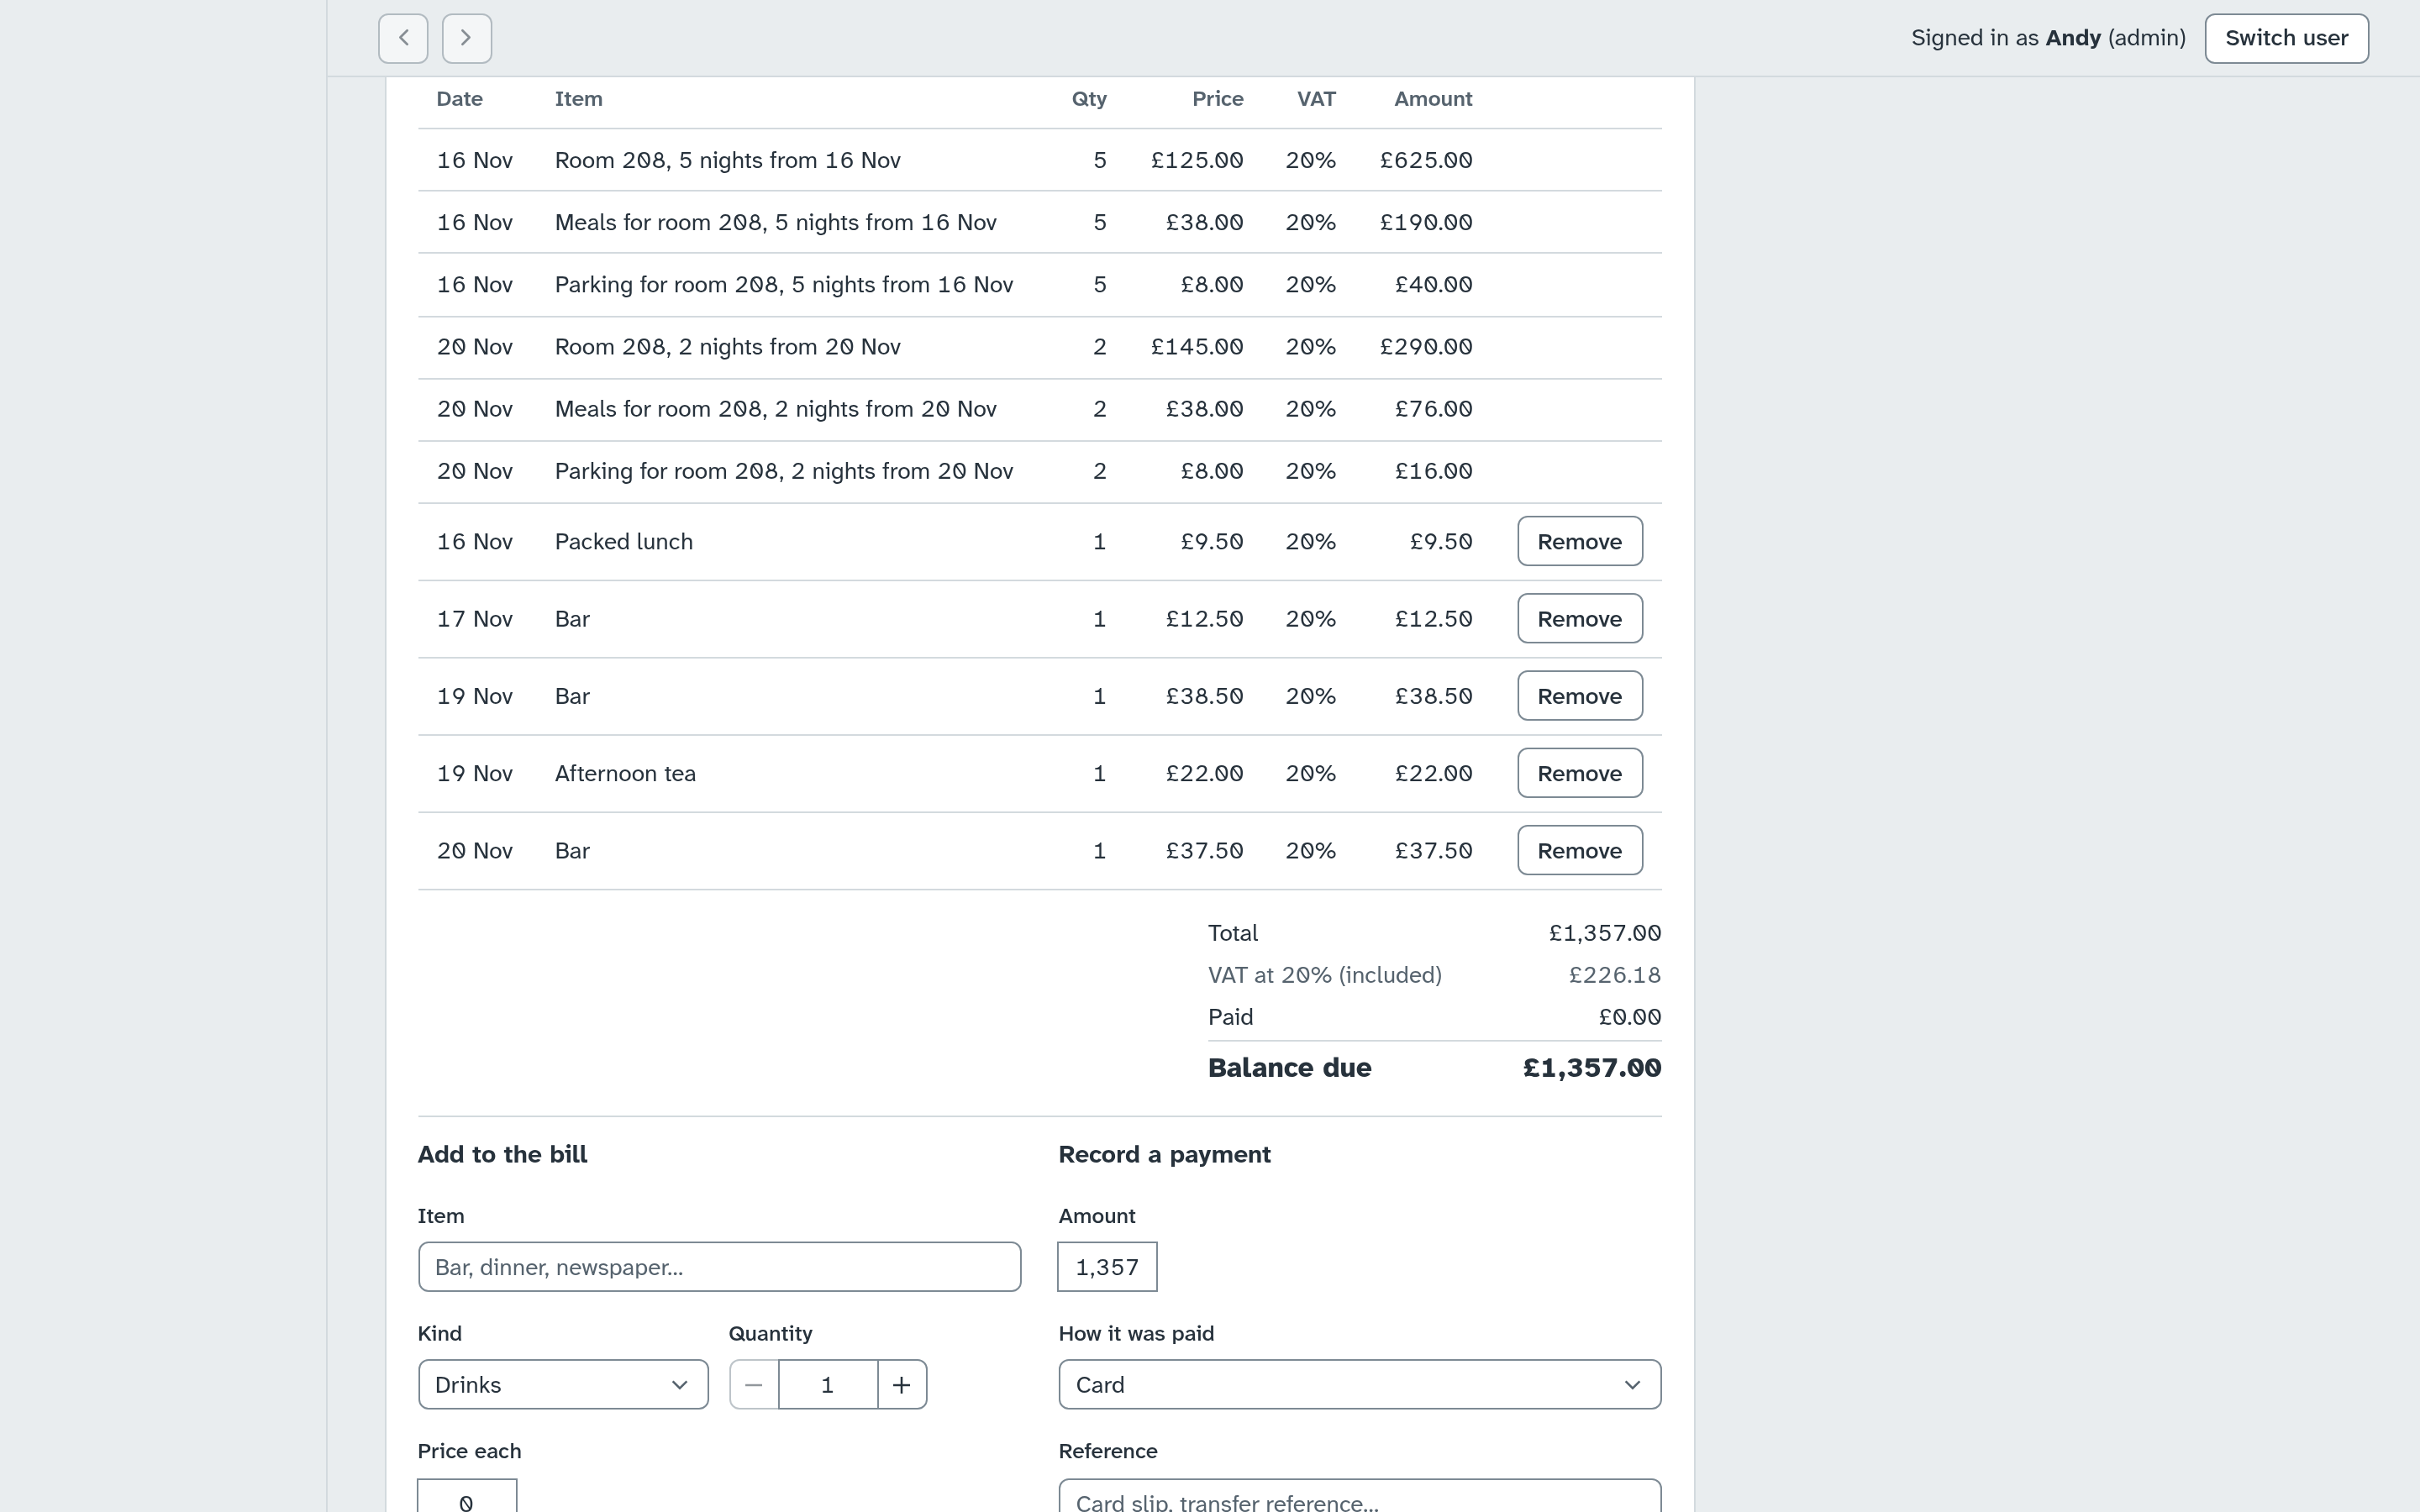 Signed in as Andy (admin) Switch user
Date Item Qty Price VAT Amount
16 Nov Room 208, 5 nights from 16 Nov 5 £125.00 20% £625.00
16 Nov Meals for room 208, 5 nights from 16 Nov 5 £38.00 20% £190.00
16 Nov Parking for room 208, 5 nights from 16 Nov 5 £8.00 20% £40.00
20 Nov Room 208, 2 nights from 20 Nov 2 £145.00 20% £290.00
20 Nov Meals for room 208, 2 nights from 20 Nov 2 £38.00 20% £76.00
20 Nov Parking for room 208, 2 nights from 20 Nov 2 £8.00 20% £16.00
16 Nov Packed lunch 1 £9.50 20% £9.50 Remove
17 Nov Bar 1 £12.50 20% £12.50 Remove
19 Nov Bar 1 £38.50 20% £38.50 Remove
19 Nov Afternoon tea 1 £22.00 20% £22.00 Remove
20 Nov Bar 1 £37.50 20% £37.50 Remove
Total £1,357.00
VAT at 20% (included) £226.18
Paid £0.00
Balance due £1,357.00
Add to the bill Record a payment
Item Amount
Bar, dinner, newspaper... 1,357
Kind Quantity How it was paid
Drinks 1 Card
Price each Reference
0 Card slip, transfer reference...